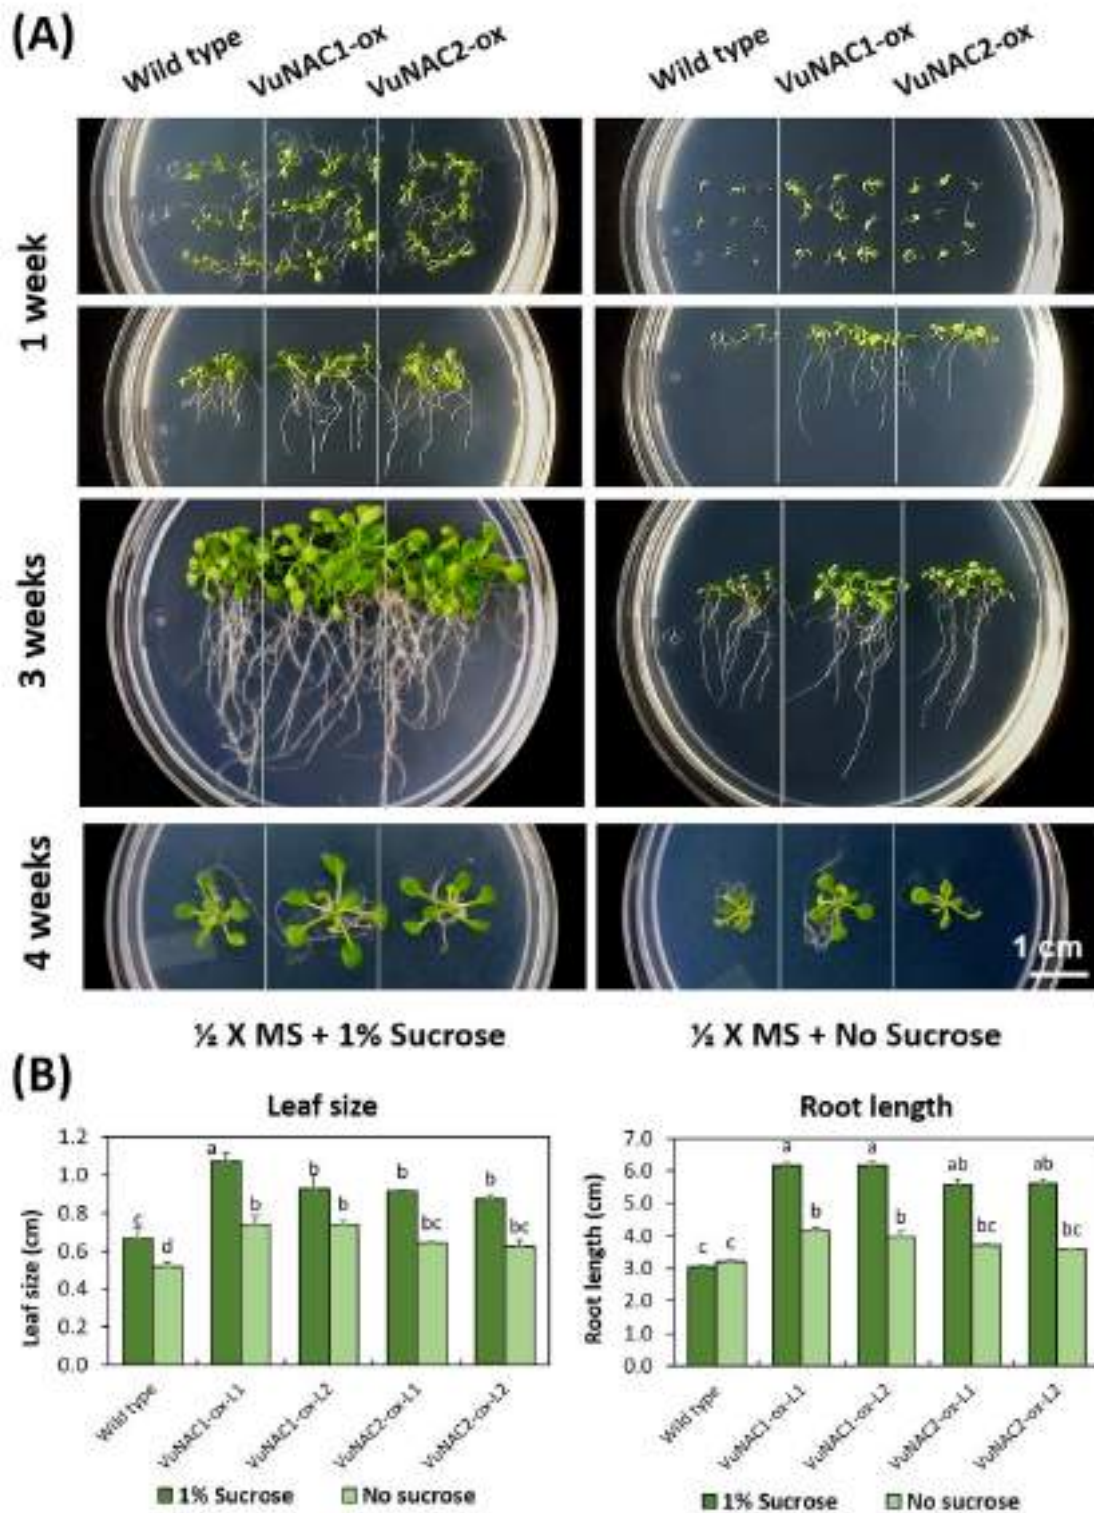 (A)
Wild type VuNAC1-ox VuNAC2-ox Wild type VuNAC1-ox VuNAC2-ox
1 week
3 weeks
4 weeks
1 cm
½ X MS + 1% Sucrose ½ X MS + No Sucrose
(B)
Leaf size
1.2
1.0
0.8
0.6
0.4
0.2
0.0
Leaf size (cm)
c d a b b b b bc b bc
Wild type VuNAC1-ox-L1 VuNAC1-ox-L2 VuNAC2-ox-L1 VuNAC2-ox-L2
1% Sucrose No sucrose
Root length
7.0
6.0
5.0
4.0
3.0
2.0
1.0
0.0
Root length (cm)
c c a b a b ab bc ab bc
Wild type VuNAC1-ox-L1 VuNAC1-ox-L2 VuNAC2-ox-L1 VuNAC2-ox-L2
1% Sucrose No sucrose